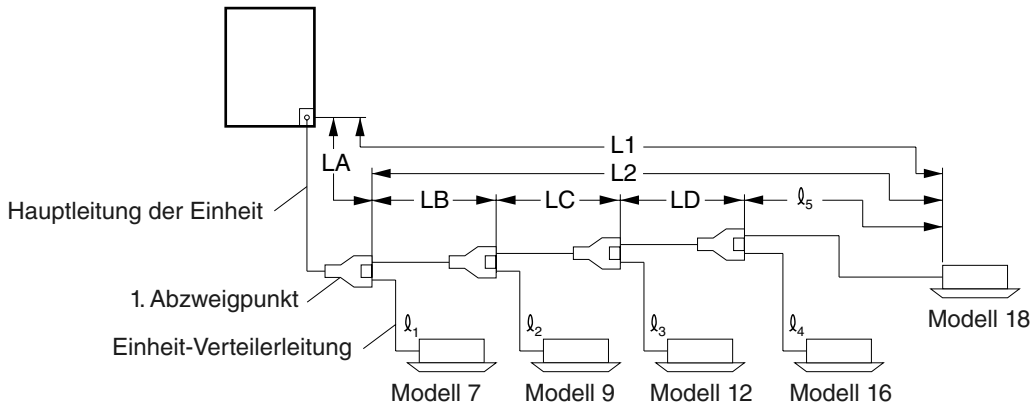 L1
LA
L2
Hauptleitung der Einheit
LB
LC
LD
ℓ5
1. Abzweigpunkt
Modell 18
Einheit-Verteilerleitung
ℓ1
ℓ2
ℓ3
ℓ4
Modell 7
Modell 9
Modell 12
Modell 16